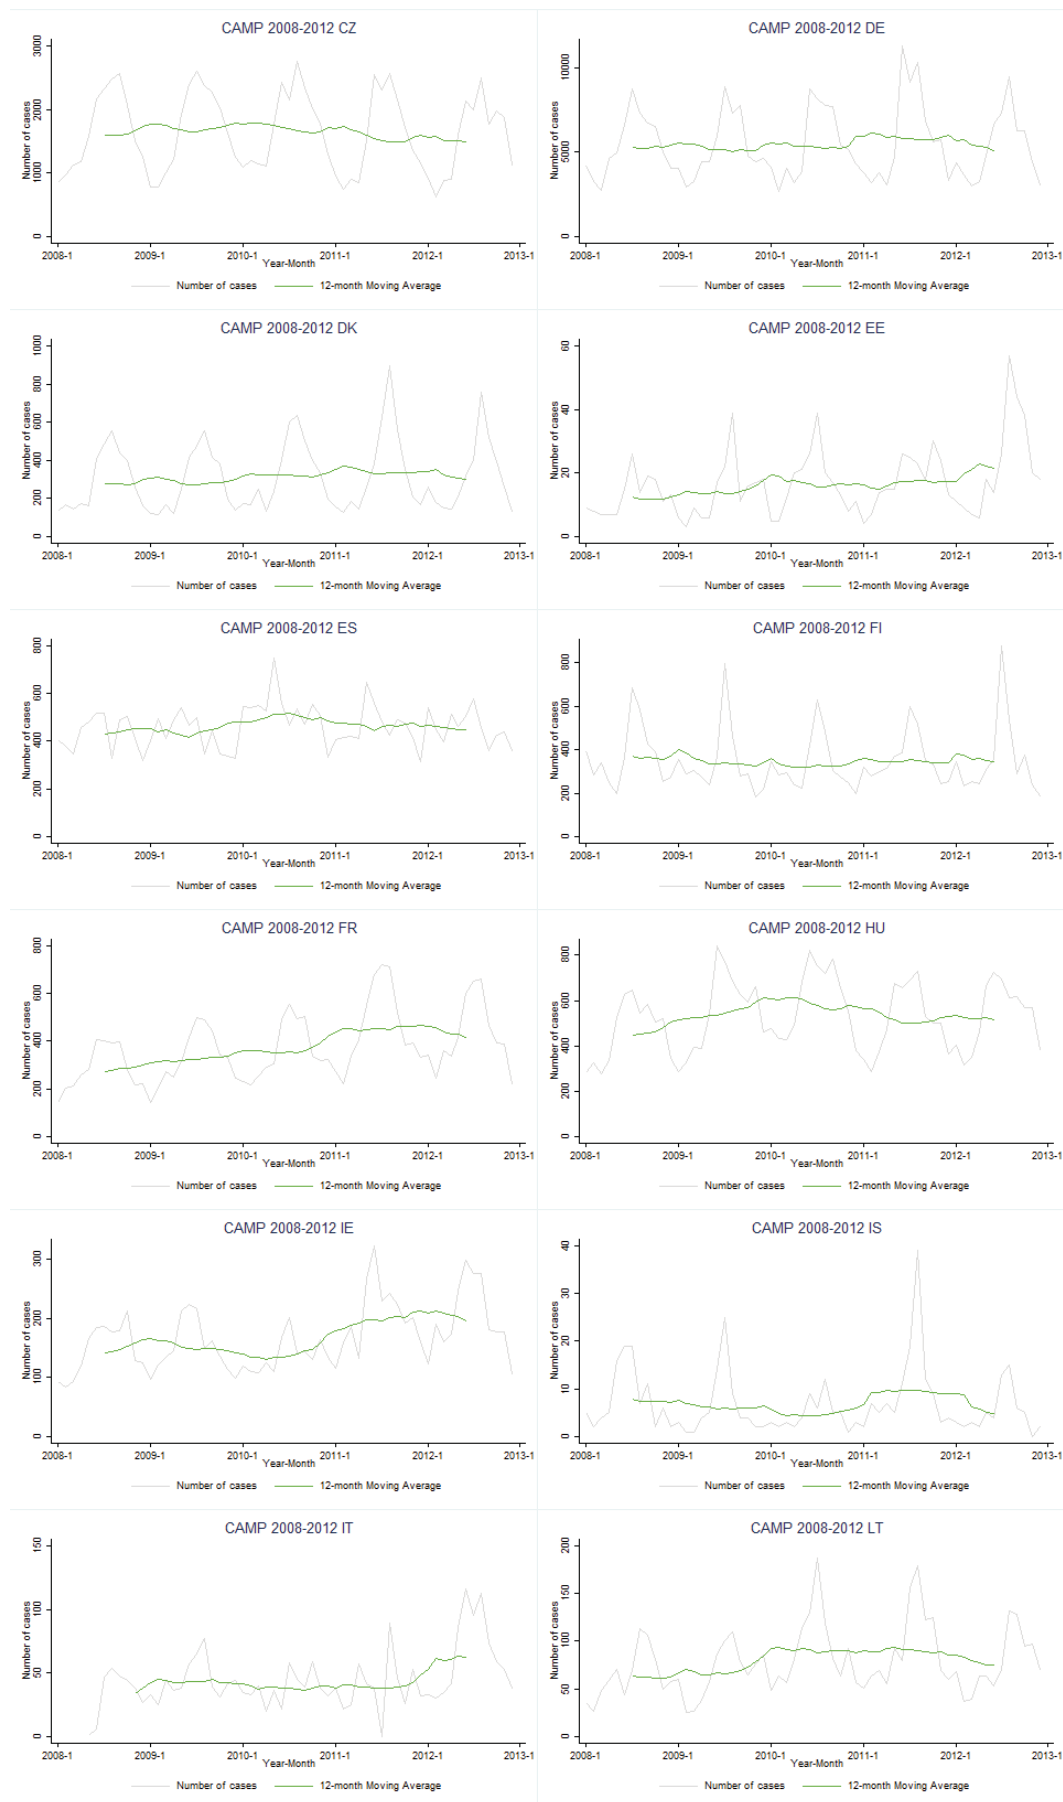 CAMP 2008-2012 CZ
Number of cases
3000
2000
1000
0
2008-1 2009-1 2010-1 2011-1 2012-1 2013-1
Year-Month
Number of cases 12-month Moving Average
CAMP 2008-2012 DE
Number of cases
10000
5000
0
2008-1 2009-1 2010-1 2011-1 2012-1 2013-1
Year-Month
Number of cases 12-month Moving Average
CAMP 2008-2012 DK
Number of cases
1000
800
600
400
200
0
2008-1 2009-1 2010-1 2011-1 2012-1 2013-1
Year-Month
Number of cases 12-month Moving Average
CAMP 2008-2012 EE
Number of cases
60
40
20
0
2008-1 2009-1 2010-1 2011-1 2012-1 2013-1
Year-Month
Number of cases 12-month Moving Average
CAMP 2008-2012 ES
Number of cases
800
600
400
200
0
2008-1 2009-1 2010-1 2011-1 2012-1 2013-1
Year-Month
Number of cases 12-month Moving Average
CAMP 2008-2012 FI
Number of cases
800
600
400
200
0
2008-1 2009-1 2010-1 2011-1 2012-1 2013-1
Year-Month
Number of cases 12-month Moving Average
CAMP 2008-2012 FR
Number of cases
800
600
400
200
0
2008-1 2009-1 2010-1 2011-1 2012-1 2013-1
Year-Month
Number of cases 12-month Moving Average
CAMP 2008-2012 HU
Number of cases
800
600
400
200
0
2008-1 2009-1 2010-1 2011-1 2012-1 2013-1
Year-Month
Number of cases 12-month Moving Average
CAMP 2008-2012 IE
Number of cases
300
200
100
0
2008-1 2009-1 2010-1 2011-1 2012-1 2013-1
Year-Month
Number of cases 12-month Moving Average
CAMP 2008-2012 IS
Number of cases
40
30
20
10
0
2008-1 2009-1 2010-1 2011-1 2012-1 2013-1
Year-Month
Number of cases 12-month Moving Average
CAMP 2008-2012 IT
Number of cases
150
100
50
0
2008-1 2009-1 2010-1 2011-1 2012-1 2013-1
Year-Month
Number of cases 12-month Moving Average
CAMP 2008-2012 LT
Number of cases
200
150
100
50
0
2008-1 2009-1 2010-1 2011-1 2012-1 2013-1
Year-Month
Number of cases 12-month Moving Average